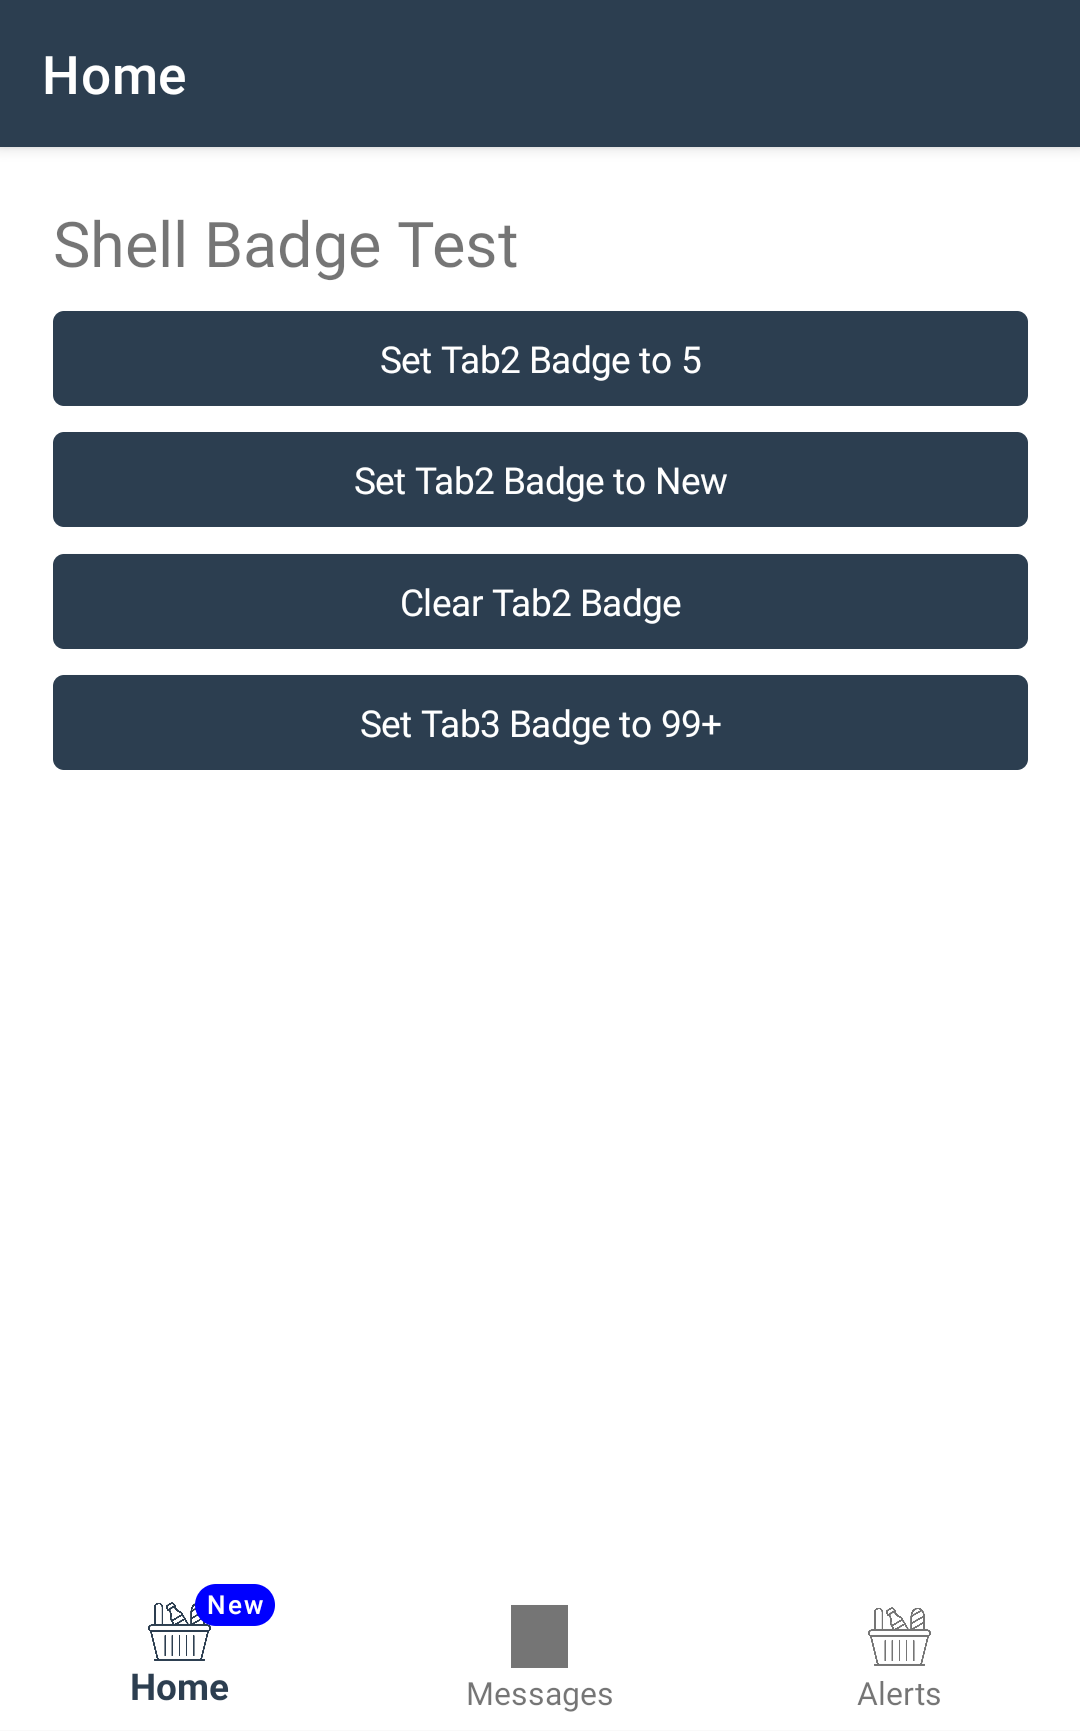 Home
Shell Badge Test
Set Tab2 Badge to 5
Set Tab2 Badge to New
Clear Tab2 Badge
Set Tab3 Badge to 99+
New
Home
Messages
Alerts